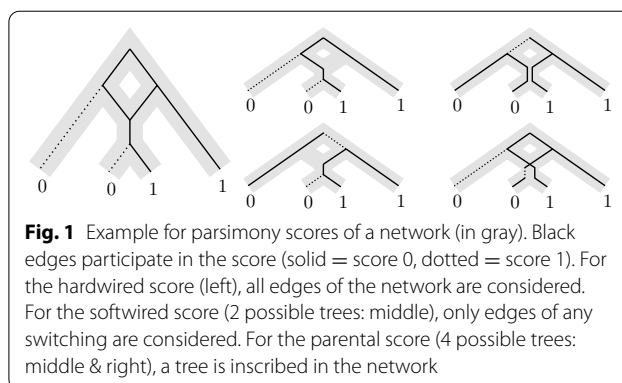 0 0 1 1
0 0 1 1
0 0 1 1
0 0 1 1
0 0 1 1
Fig. 1 Example for parsimony scores of a network (in gray). Black
edges participate in the score (solid = score 0, dotted = score 1). For
the hardwired score (left), all edges of the network are considered.
For the softwired score (2 possible trees: middle), only edges of any
switching are considered. For the parental score (4 possible trees:
middle & right), a tree is inscribed in the network